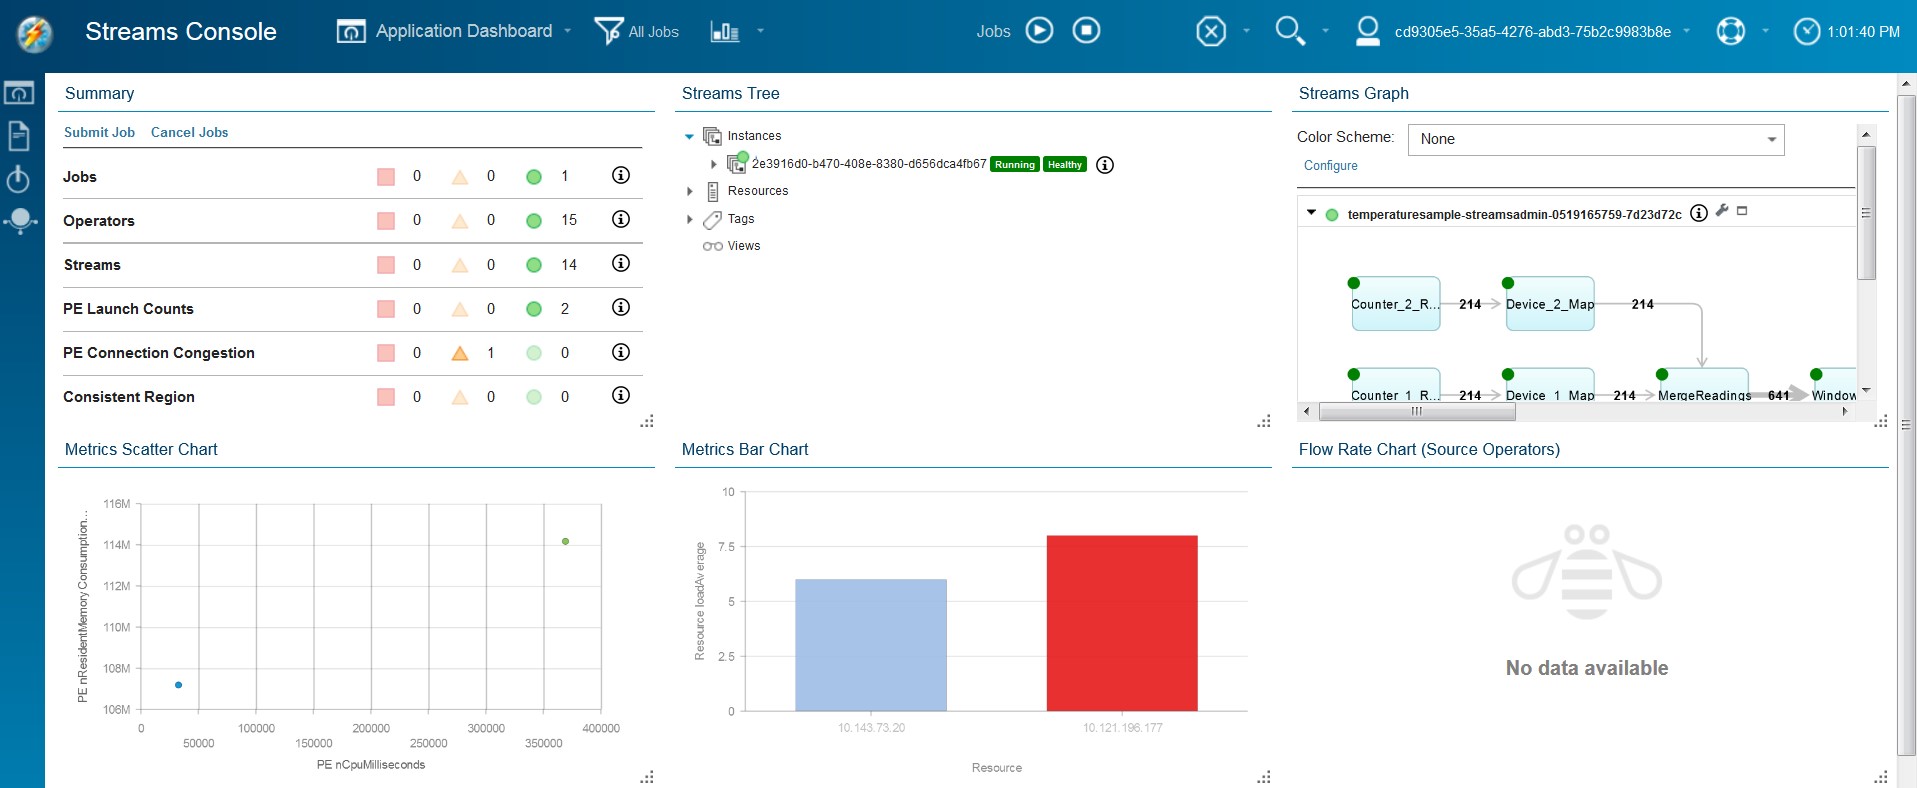 Streams Console
Application Dashboard
All Jobs
Jobs
cd9305e5-35a5-4276-abd3-75b2c9983b8e
1:01:40 PM
Summary
Submit Job Cancel Jobs
Jobs 0 0 1
Operators 0 0 15
Streams 0 0 14
PE Launch Counts 0 0 2
PE Connection Congestion 0 1 0
Consistent Region 0 0 0
Streams Tree
Instances
2e3916d0-b470-408e-8380-d656dca4fb67 Running Healthy
Resources
Tags
Views
Streams Graph
Color Scheme: None
Configure
temperaturesample-streamsadmin-0519165759-7d23d72c
Counter_2_R... 214 Device_2_Map 214
Counter_1_R... 214 Device_1_Map 214 MergeReadings 641 Window
Metrics Scatter Chart
PE nResidentMemory Consumption...
116M
114M
112M
110M
108M
106M
0 100000 200000 300000 400000
50000 150000 250000 350000
PE nCpuMilliseconds
Metrics Bar Chart
Resource loadAverage
10
7.5
5
2.5
0
10.143.73.20 10.121.196.177
Resource
Flow Rate Chart (Source Operators)
No data available